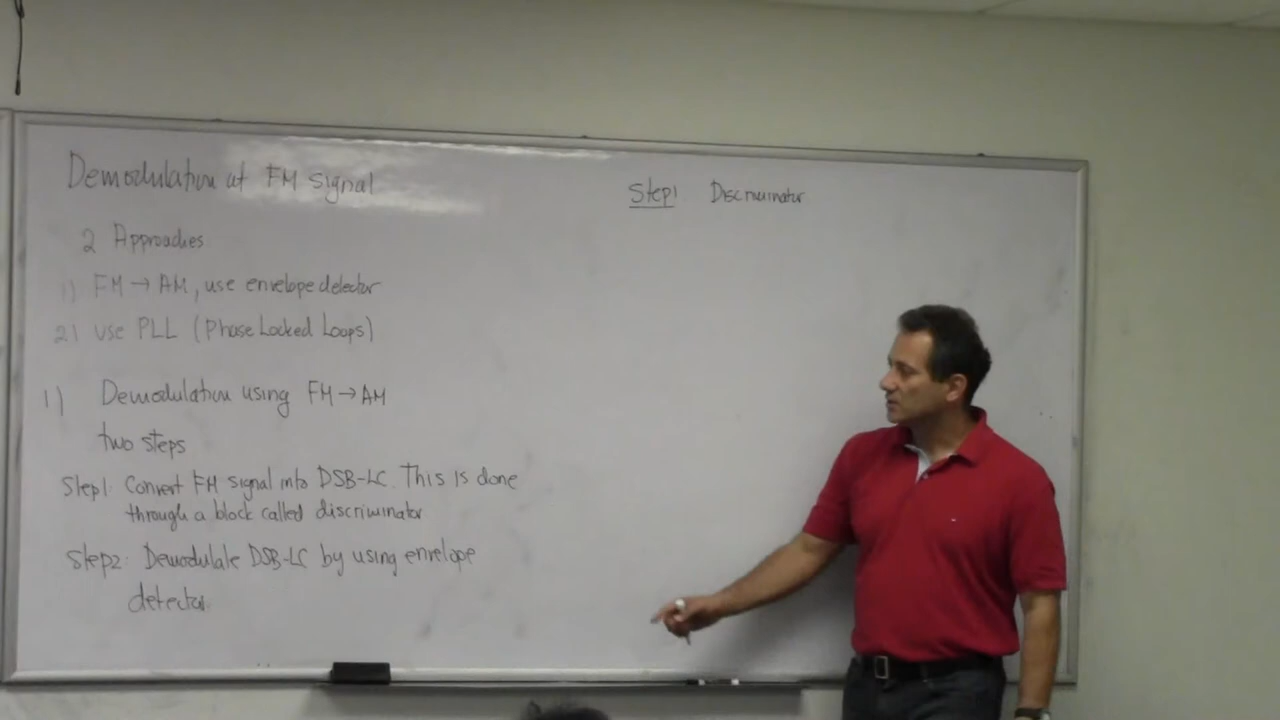 Demodulation of FM Signal
2 Approaches
1) FM → AM, use envelope detector
2) use PLL (Phase Locked Loops)
1) Demodulation using FM → AM
two steps
Step1: Convert FM signal into DSB-LC. This is done
through a block called discriminator
Step2: Demodulate DSB-LC by using envelope
detector.
Step1 Discriminator